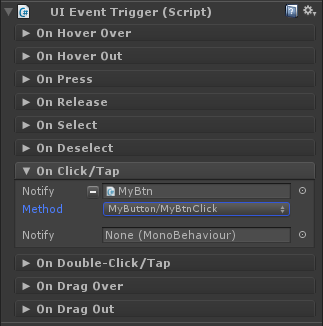 UI Event Trigger (Script)
On Hover Over
On Hover Out
On Press
On Release
On Select
On Deselect
On Click/Tap
Notify MyBtn
Method MyButton/MyBtnClick
Notify None (MonoBehaviour)
On Double-Click/Tap
On Drag Over
On Drag Out